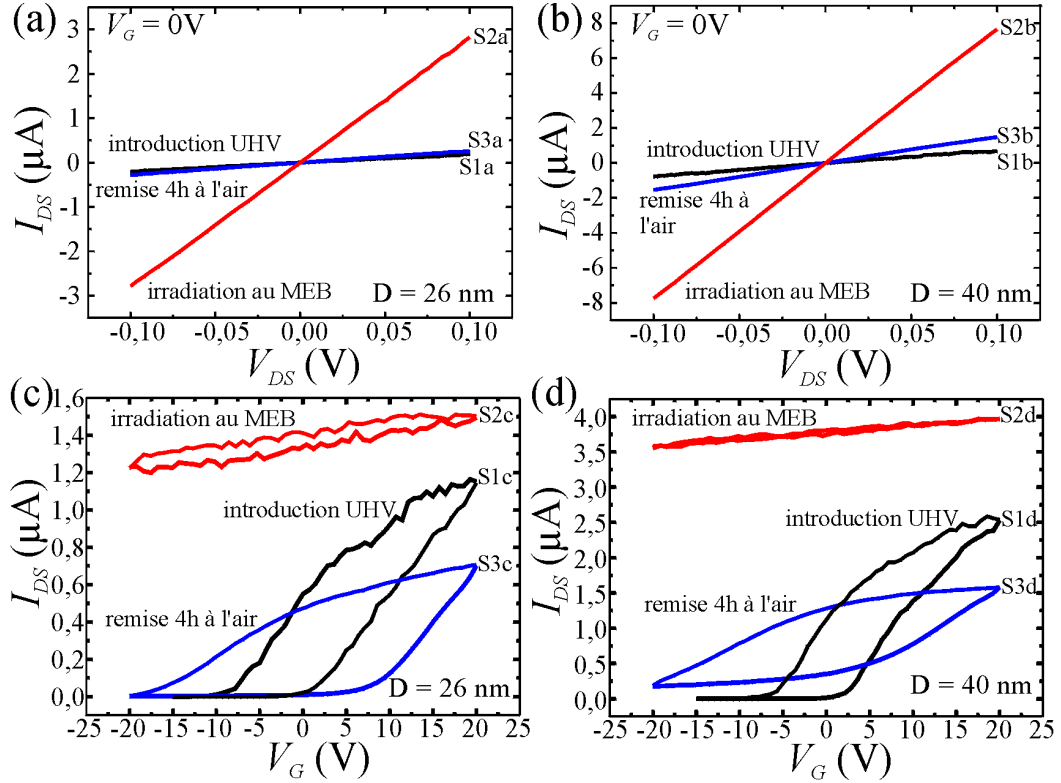 (a)
V_G = 0V
S2a
introduction UHV
S3a
S1a
remise 4h à l'air
irradiation au MEB
D = 26 nm
3
2
1
0
-1
-2
-3
I_DS (µA)
-0,10 -0,05 0,00 0,05 0,10
V_DS (V)
(b)
V_G = 0V
S2b
introduction UHV
S3b
S1b
remise 4h à
l'air
irradiation au MEB
D = 40 nm
8
6
4
2
0
-2
-4
-6
-8
I_DS (µA)
-0,10 -0,05 0,00 0,05 0,10
V_DS (V)
(c)
irradiation au MEB
S2c
S1c
introduction UHV
S3c
remise 4h à l'air
D = 26 nm
1,6
1,4
1,2
1,0
0,8
0,6
0,4
0,2
0,0
I_DS (µA)
-25 -20 -15 -10 -5 0 5 10 15 20 25
V_G (V)
(d)
irradiation au MEB
S2d
introduction UHV
S1d
remise 4h à l'air
S3d
D = 40 nm
4,0
3,5
3,0
2,5
2,0
1,5
1,0
0,5
0,0
I_DS (µA)
-25 -20 -15 -10 -5 0 5 10 15 20 25
V_G (V)